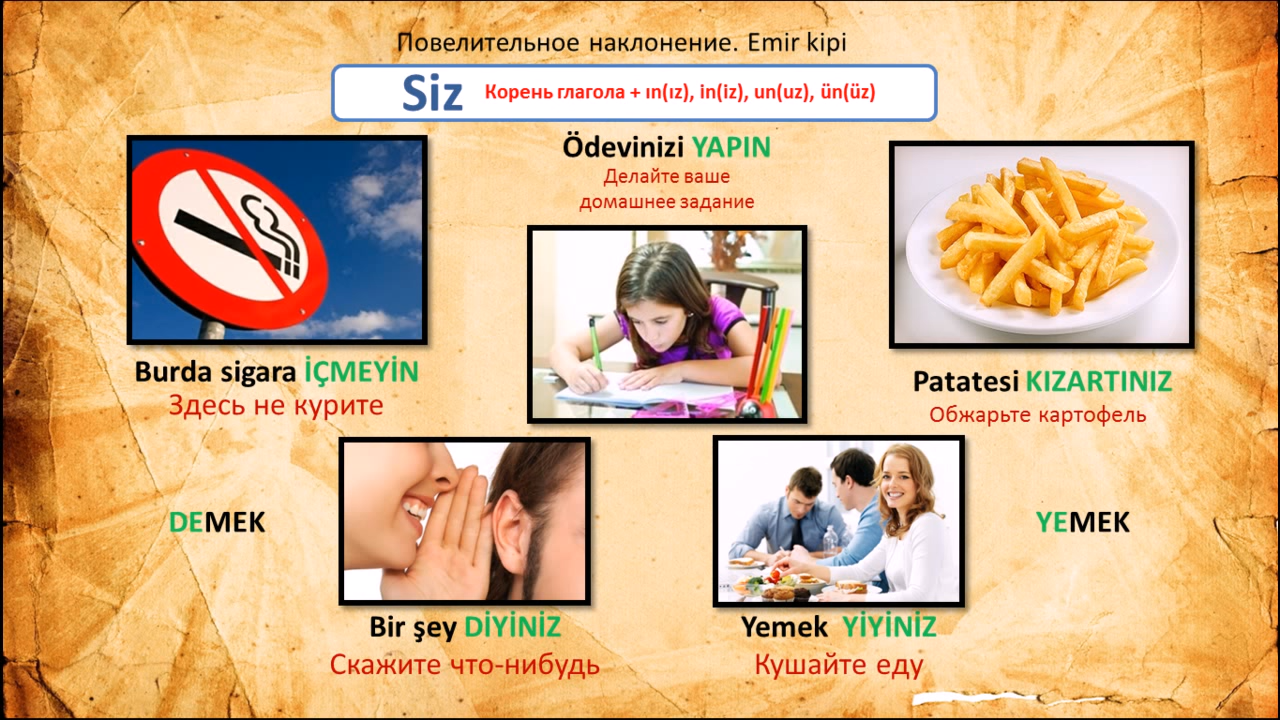 Повелительное наклонение. Emir kipi
Siz Корень глагола + ın(ız), in(iz), un(uz), ün(üz)
Ödevinizi YAPIN
Делайте ваше
домашнее задание
Burda sigara İÇMEYİN
Здесь не курите
Patatesi KIZARTINIZ
Обжарьте картофель
DEMEK
YEMEK
Bir şey DİYİNİZ
Скажите что-нибудь
Yemek YİYİNİZ
Кушайте еду